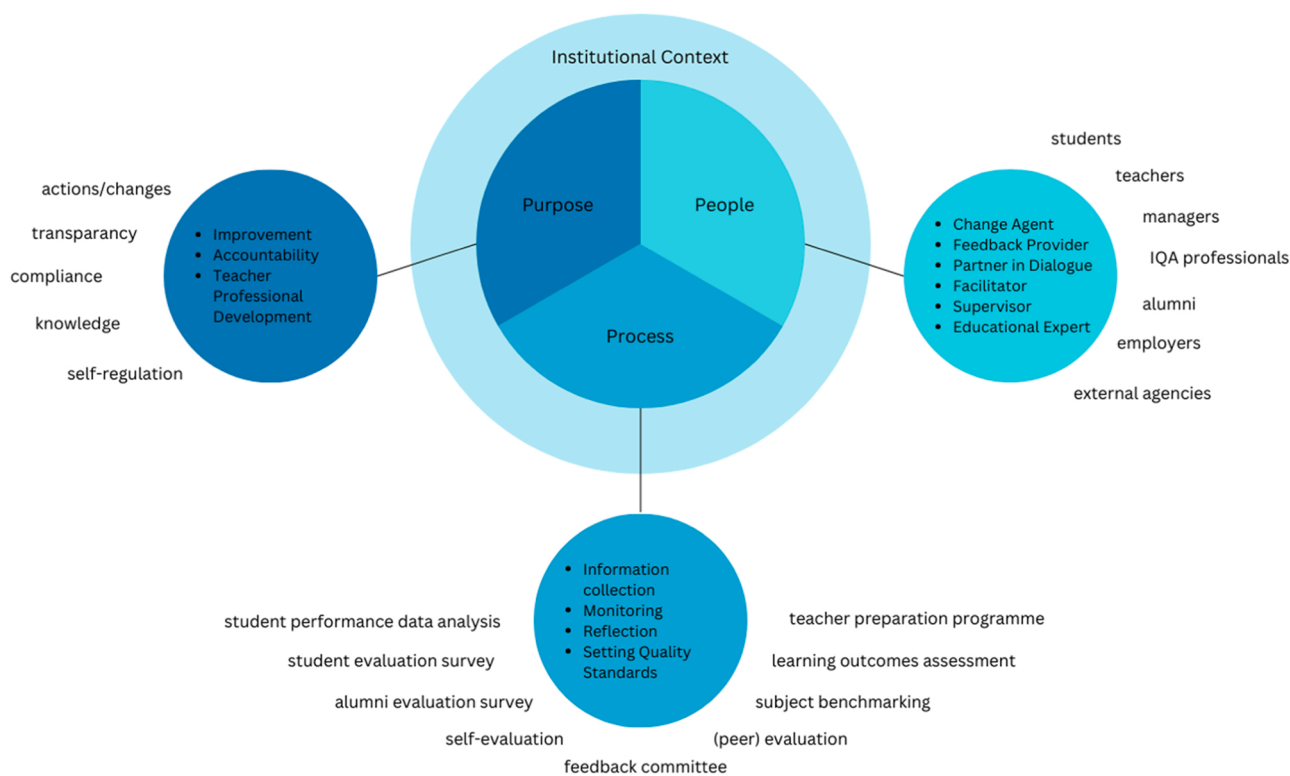 Institutional Context
Purpose
People
Process
actions/changes
transparancy
compliance
knowledge
self-regulation
• Improvement
• Accountability
• Teacher
Professional
Development
• Change Agent
• Feedback Provider
• Partner in Dialogue
• Facilitator
• Supervisor
• Educational Expert
students
teachers
managers
IQA professionals
alumni
employers
external agencies
• Information
collection
• Monitoring
• Reflection
• Setting Quality
Standards
student performance data analysis
student evaluation survey
alumni evaluation survey
self-evaluation
feedback committee
(peer) evaluation
subject benchmarking
learning outcomes assessment
teacher preparation programme